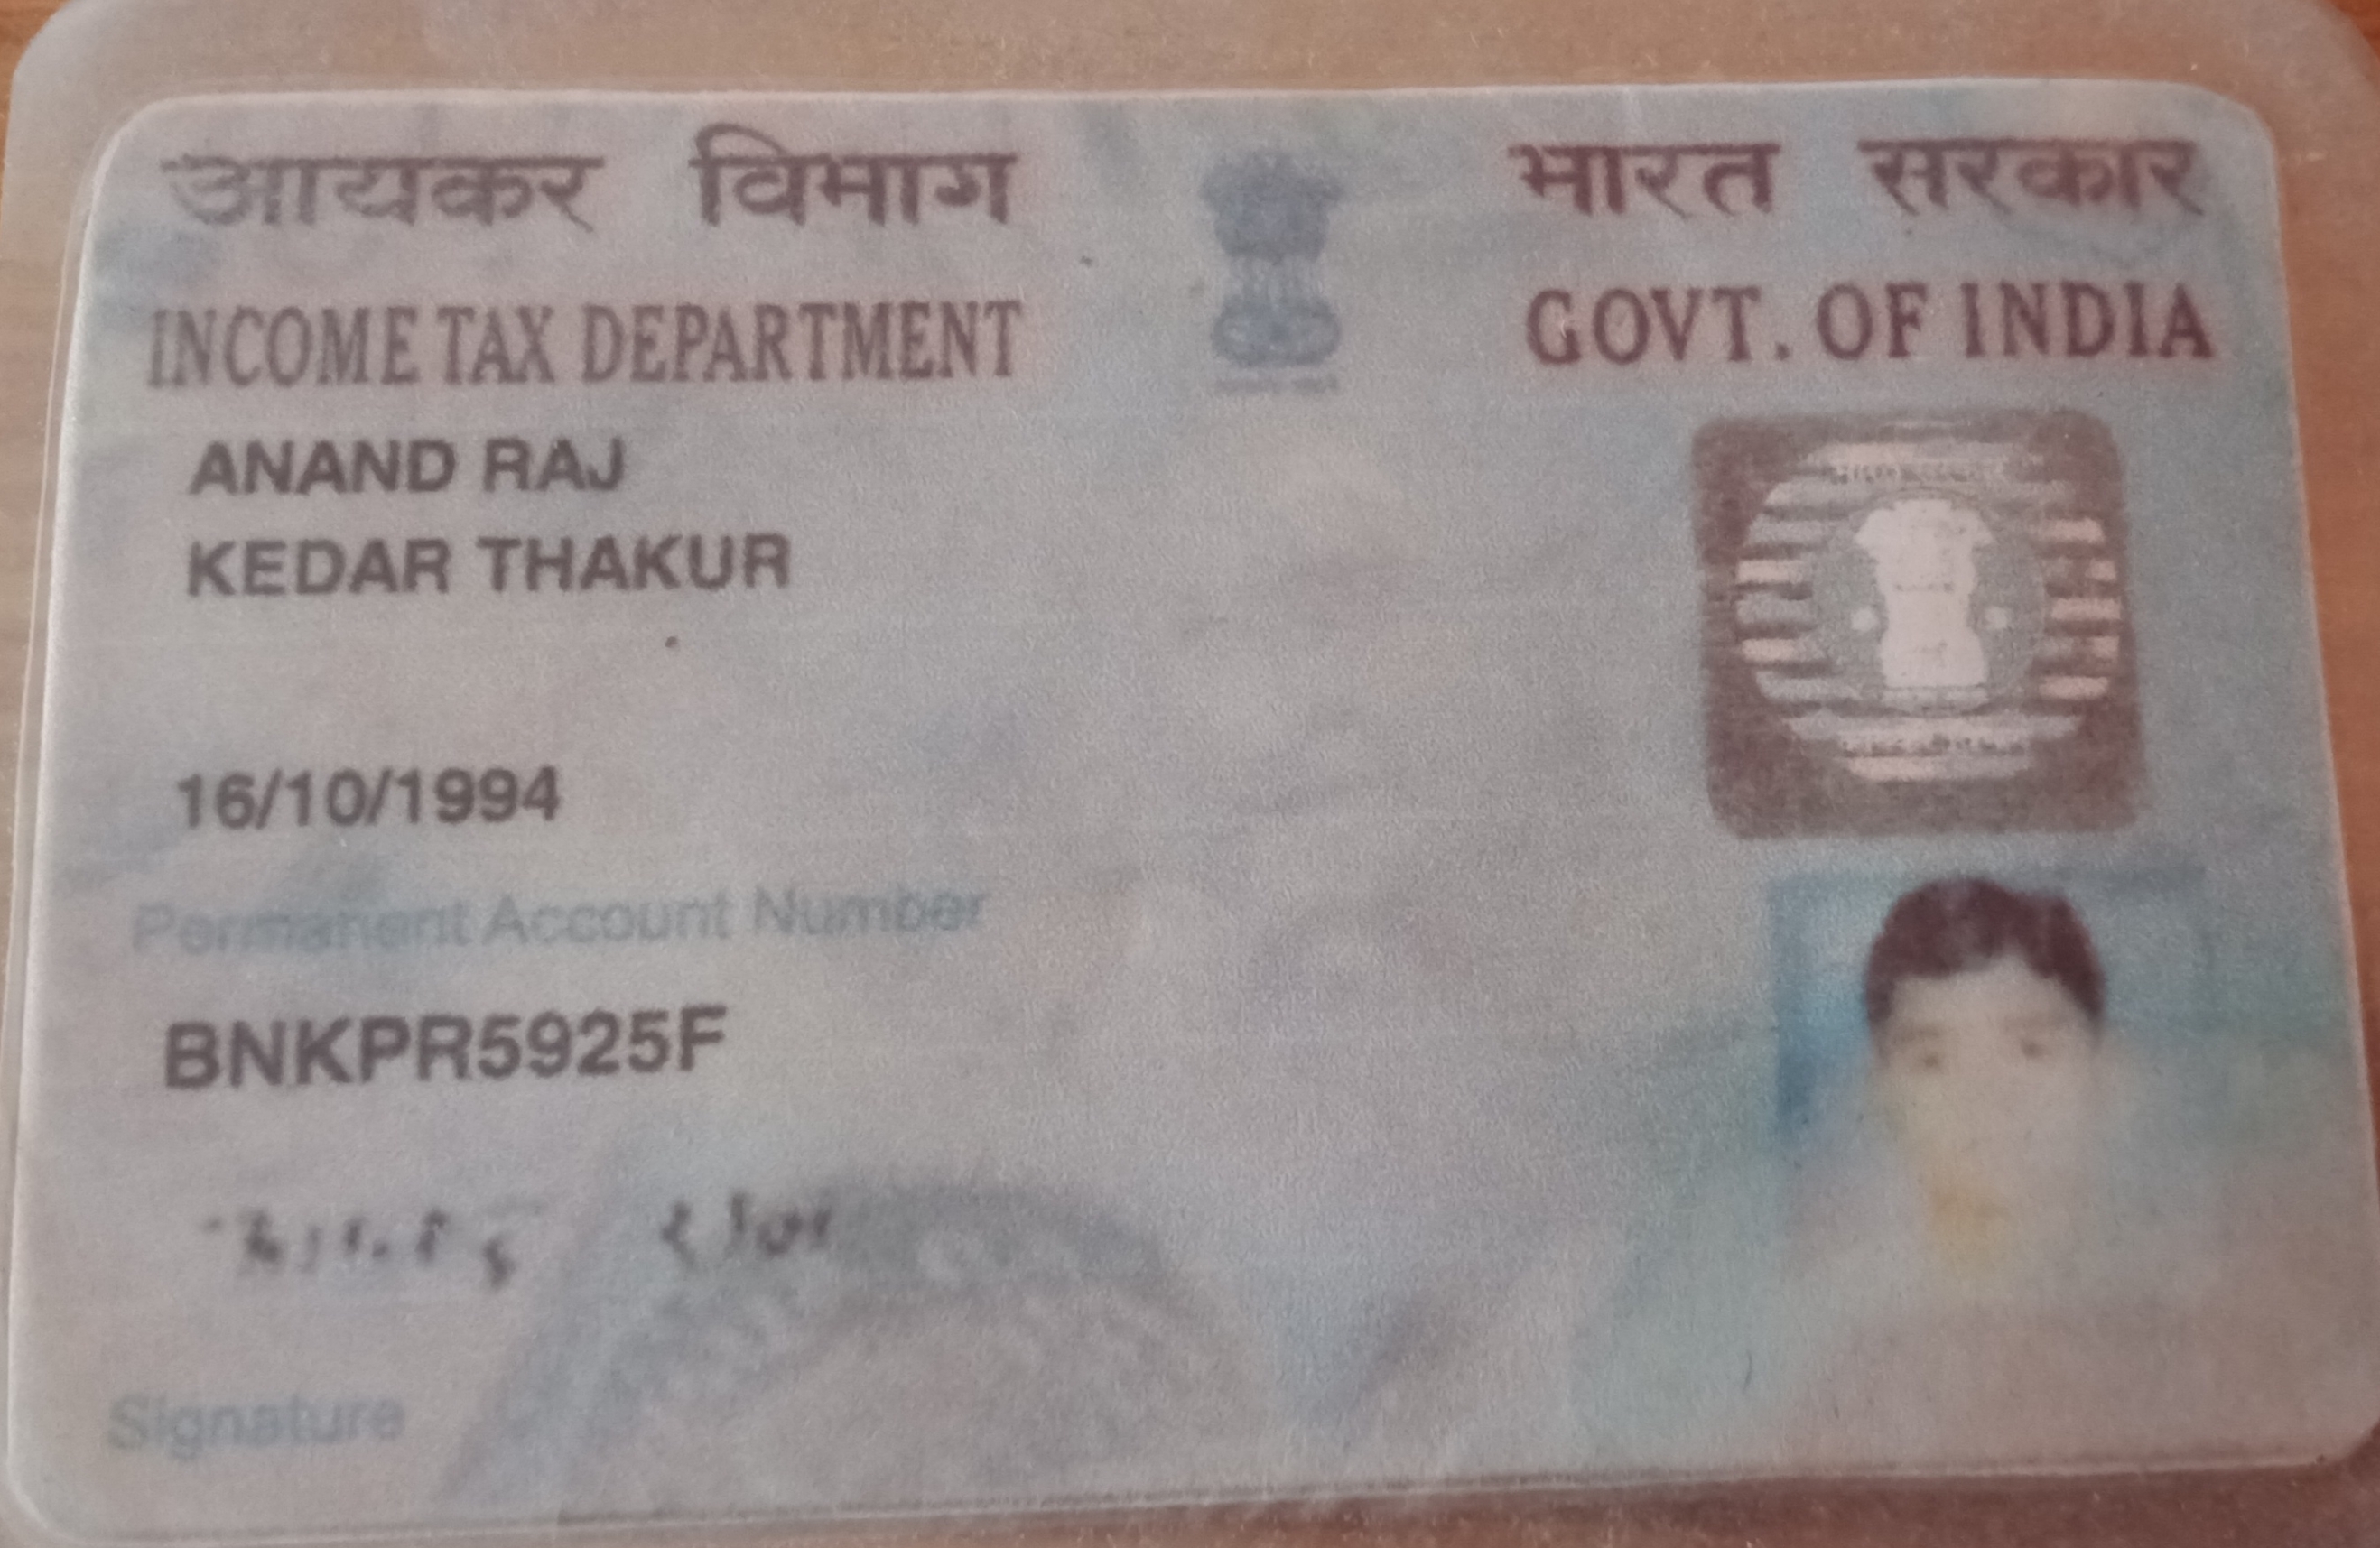 आयकर विभाग
INCOME TAX DEPARTMENT
भारत सरकार
GOVT. OF INDIA
ANAND RAJ
KEDAR THAKUR
16/10/1994
Permanent Account Number
BNKPR5925F
Signature